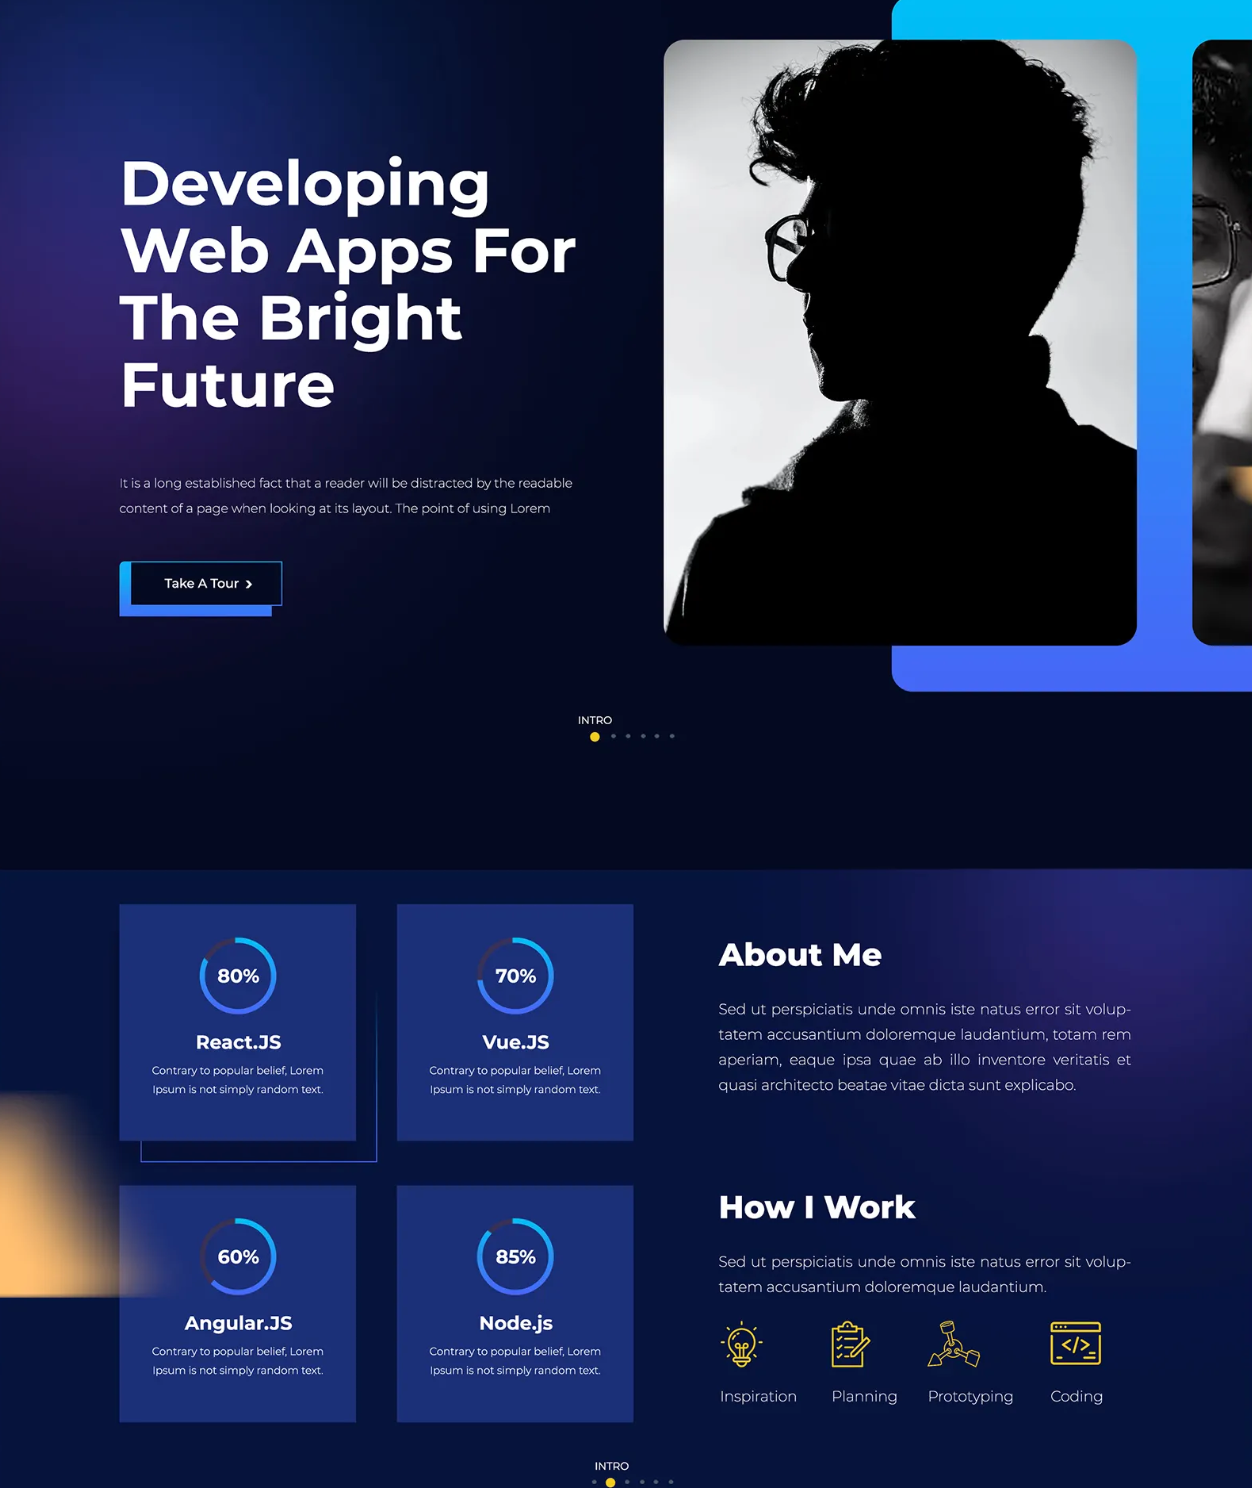 Developing
Web Apps For
The Bright
Future
It is a long established fact that a reader will be distracted by the readable
content of a page when looking at its layout. The point of using Lorem
Take A Tour
INTRO
80%
React.JS
Contrary to popular belief, Lorem
Ipsum is not simply random text.
70%
Vue.JS
Contrary to popular belief, Lorem
Ipsum is not simply random text.
60%
Angular.JS
Contrary to popular belief, Lorem
Ipsum is not simply random text.
85%
Node.js
Contrary to popular belief, Lorem
Ipsum is not simply random text.
About Me
Sed ut perspiciatis unde omnis iste natus error sit volup-
tatem accusantium doloremque laudantium, totam rem
aperiam, eaque ipsa quae ab illo inventore veritatis et
quasi architecto beatae vitae dicta sunt explicabo.
How I Work
Sed ut perspiciatis unde omnis iste natus error sit volup-
tatem accusantium doloremque laudantium.
</>
Inspiration
Planning
Prototyping
Coding
INTRO